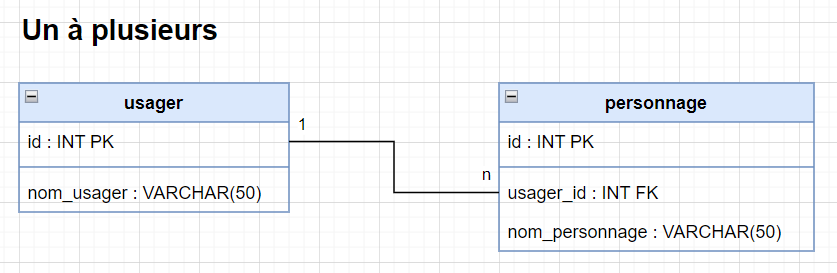 Un à plusieurs
usager
id : INT PK
nom_usager : VARCHAR(50)
1
n
personnage
id : INT PK
usager_id : INT FK
nom_personnage : VARCHAR(50)